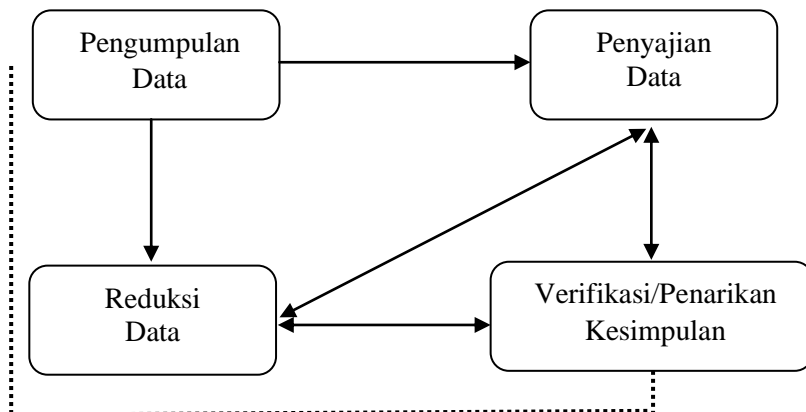 Pengumpulan
Data
Penyajian
Data
Reduksi
Data
Verifikasi/Penarikan
Kesimpulan